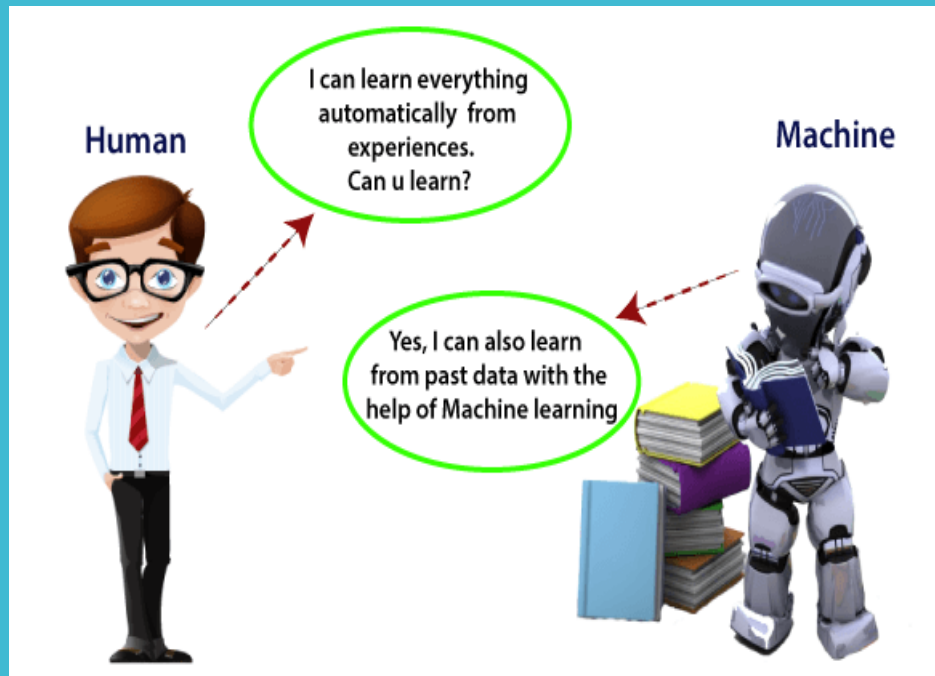 Human
I can learn everything
automatically from
experiences.
Can u learn?
Machine
Yes, I can also learn
from past data with the
help of Machine learning